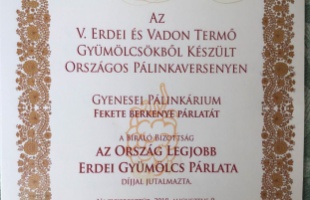 Az
V. Erdei és Vadon Termő
Gyümölcsökből Készült
Országos Pálinkaversenyen
Gyenesei Pálinkárium
Fekete berkenye párlatát
a Bíráló Bizottság
az Ország Legjobb
Erdei Gyümölcs Párlata
díjjal jutalmazta.